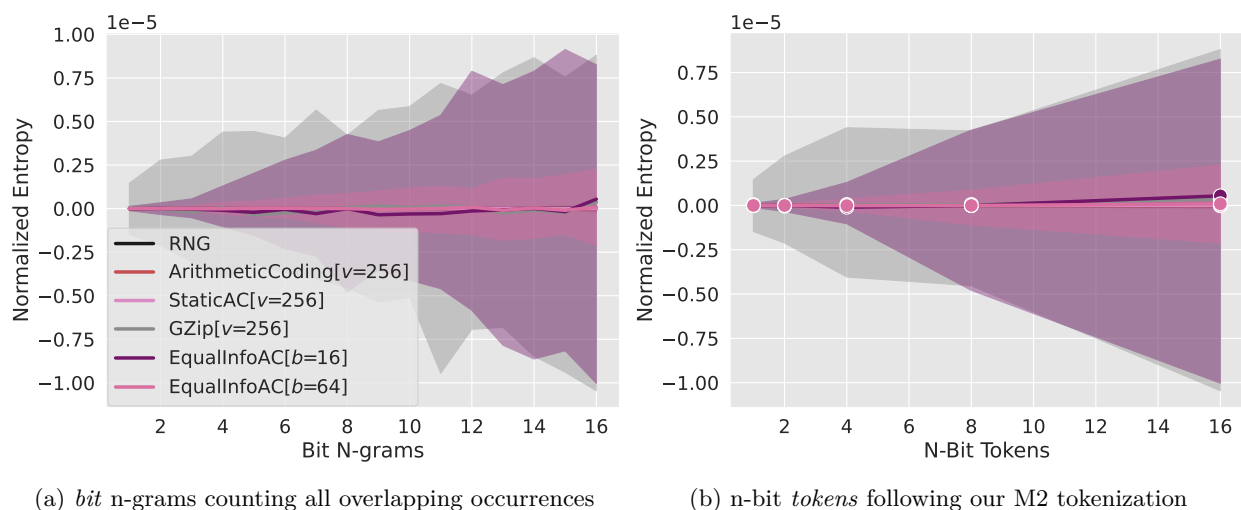 1e−5
1.00
0.75
0.50
0.25
0.00
−0.25
−0.50
−0.75
−1.00
Normalized Entropy
RNG
ArithmeticCoding[v=256]
StaticAC[v=256]
GZip[v=256]
EqualInfoAC[b=16]
EqualInfoAC[b=64]
2 4 6 8 10 12 14 16
Bit N-grams
(a) bit n-grams counting all overlapping occurrences
1e−5
0.75
0.50
0.25
0.00
−0.25
−0.50
−0.75
−1.00
Normalized Entropy
2 4 6 8 10 12 14 16
N-Bit Tokens
(b) n-bit tokens following our M2 tokenization